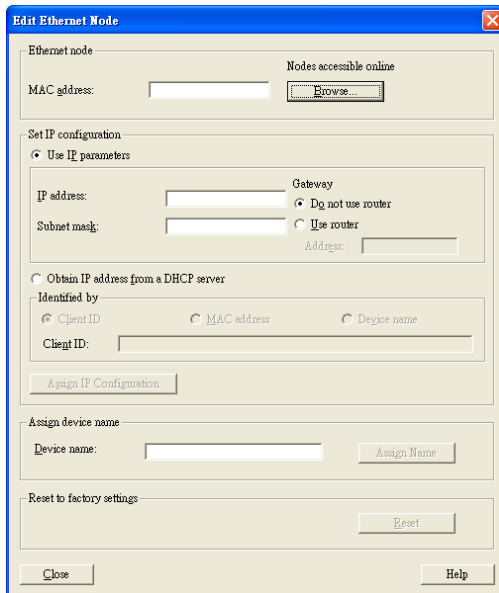 Edit Ethernet Node
Ethernet node
Nodes accessible online
MAC address:
Browse...
Set IP configuration
Use IP parameters
Gateway
IP address:
Do not use router
Subnet mask:
Use router
Address:
Obtain IP address from a DHCP server
Identified by
Client ID
MAC address
Device name
Client ID:
Assign IP Configuration
Assign device name
Device name:
Assign Name
Reset to factory settings
Reset
Close
Help